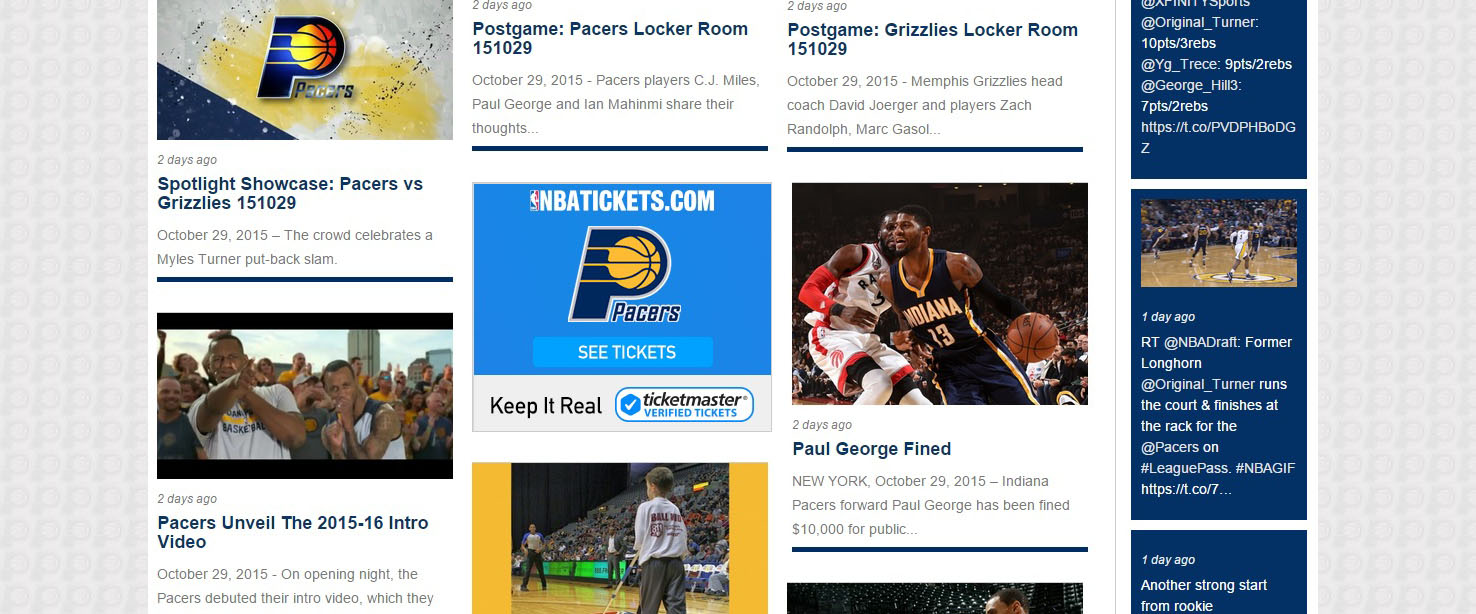 Pacers
2 days ago
Spotlight Showcase: Pacers vs
Grizzlies 151029
October 29, 2015 – The crowd celebrates a
Myles Turner put-back slam.
BASKETBAL
2 days ago
Pacers Unveil The 2015-16 Intro
Video
October 29, 2015 - On opening night, the
Pacers debuted their intro video, which they
2 days ago
Postgame: Pacers Locker Room
151029
October 29, 2015 - Pacers players C.J. Miles,
Paul George and Ian Mahinmi share their
thoughts...
NBATICKETS.COM
Pacers
SEE TICKETS
Keep It Real
ticketmaster®
VERIFIED TICKETS
BALL KID
2 days ago
Postgame: Grizzlies Locker Room
151029
October 29, 2015 - Memphis Grizzlies head
coach David Joerger and players Zach
Randolph, Marc Gasol...
RA
3
INDIANA
13
2 days ago
Paul George Fined
NEW YORK, October 29, 2015 – Indiana
Pacers forward Paul George has been fined
$10,000 for public...
@XFINITYSports
@Original_Turner:
10pts/3rebs
@Yg_Trece: 9pts/2rebs
@George_Hill3:
7pts/2rebs
https://t.co/PVDPHBoDG
Z
1 day ago
RT @NBADraft: Former
Longhorn
@Original_Turner runs
the court & finishes at
the rack for the
@Pacers on
#LeaguePass. #NBAGIF
https://t.co/7…
1 day ago
Another strong start
from rookie